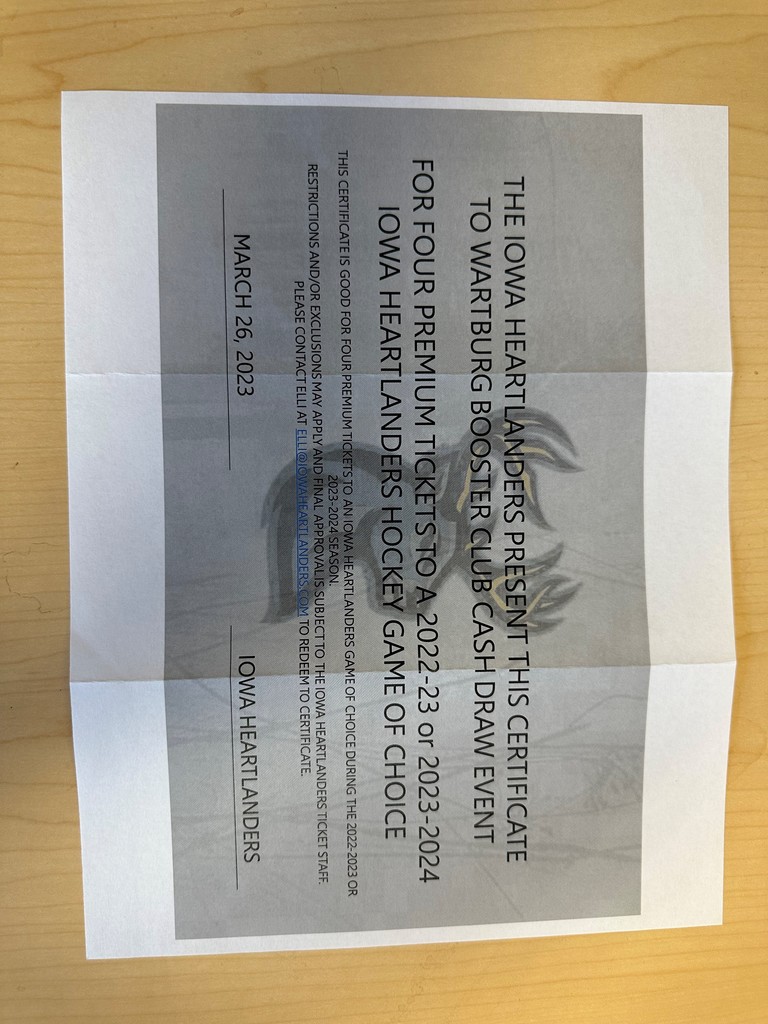 THE IOWA HEARTLANDERS PRESENT THIS CERTIFICATE
TO WARTBURG BOOSTER CLUB CASH DRAW EVENT
FOR FOUR PREMIUM TICKETS TO A 2022-23 or 2023-2024
IOWA HEARTLANDERS HOCKEY GAME OF CHOICE
THIS CERTIFICATE IS GOOD FOR FOUR PREMIUM TICKETS TO AN IOWA HEARTLANDERS GAME OF CHOICE DURING THE 2022-2023 OR
2023-2024 SEASON.
RESTRICTIONS AND/OR EXCLUSIONS MAY APPLY AND FINAL APPROVAL IS SUBJECT TO THE IOWA HEARTLANDERS TICKET STAFF.
PLEASE CONTACT ELLI AT ELLI@IOWAHEARTLANDERS.COM TO REDEEM TO CERTIFICATE.
MARCH 26, 2023
IOWA HEARTLANDERS